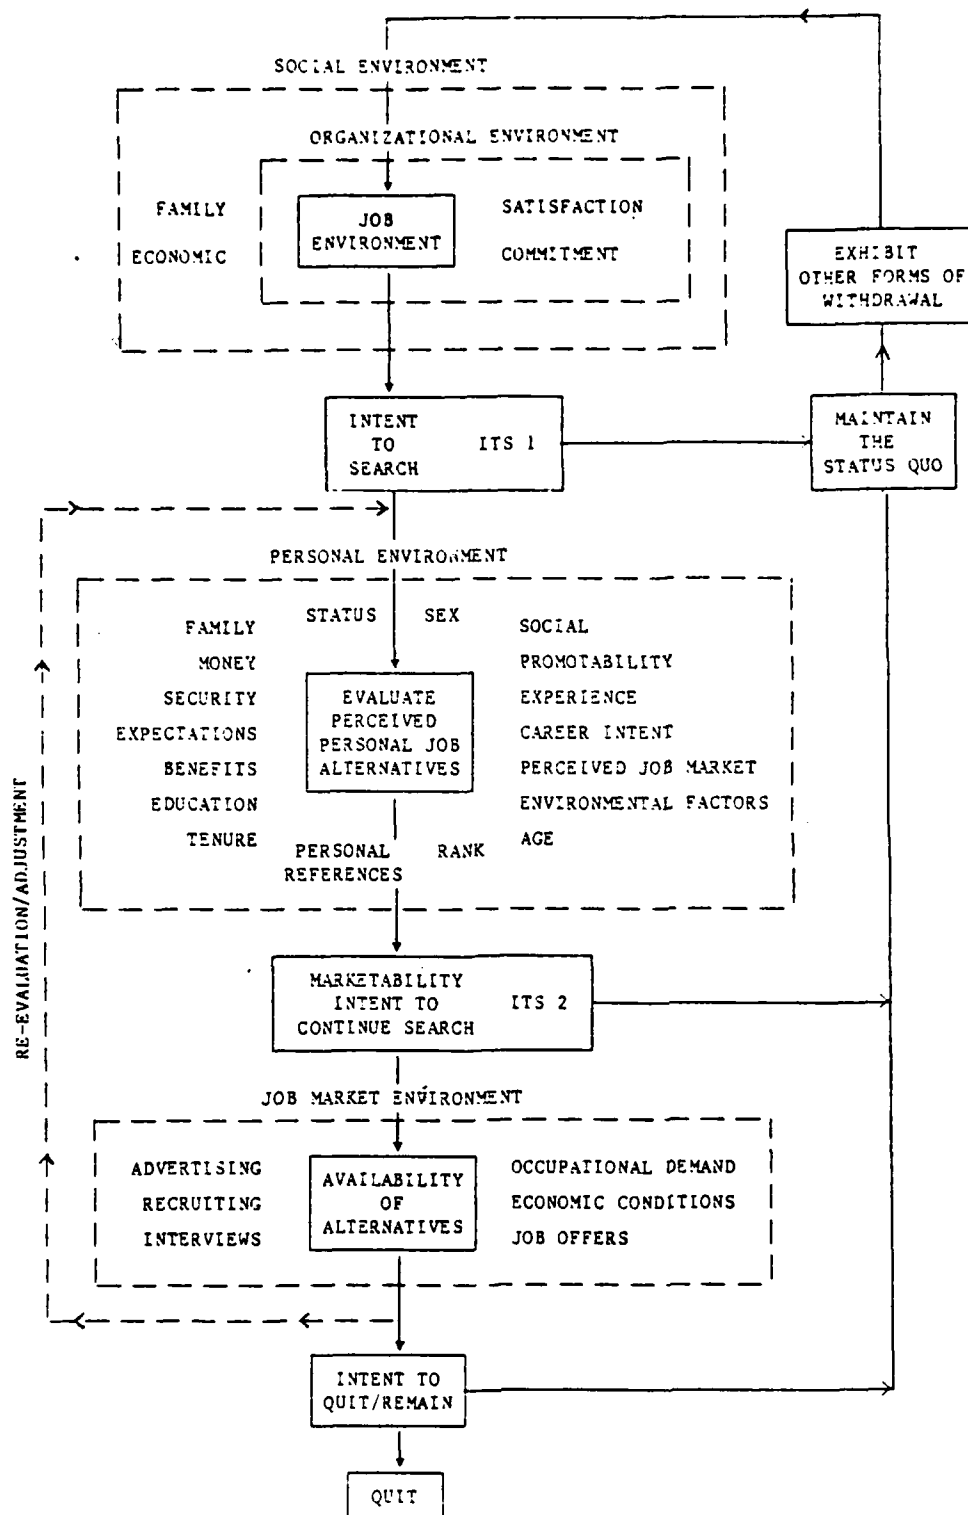 SOCIAL ENVIRONMENT
ORGANIZATIONAL ENVIRONMENT
FAMILY
ECONOMIC
JOB
ENVIRONMENT
SATISFACTION
COMMITMENT
EXHIBIT
OTHER FORMS OF
WITHDRAWAL
INTENT
TO
SEARCH
ITS 1
MAINTAIN
THE
STATUS QUO
PERSONAL ENVIRONMENT
STATUS SEX
FAMILY
MONEY
SECURITY
EXPECTATIONS
BENEFITS
EDUCATION
TENURE
EVALUATE
PERCEIVED
PERSONAL JOB
ALTERNATIVES
SOCIAL
PROMOTABILITY
EXPERIENCE
CAREER INTENT
PERCEIVED JOB MARKET
ENVIRONMENTAL FACTORS
AGE
PERSONAL RANK
REFERENCES
RE-EVALUATION/ADJUSTMENT
MARKETABILITY
INTENT TO
CONTINUE SEARCH
ITS 2
JOB MARKET ENVIRONMENT
ADVERTISING
RECRUITING
INTERVIEWS
AVAILABILITY
OF
ALTERNATIVES
OCCUPATIONAL DEMAND
ECONOMIC CONDITIONS
JOB OFFERS
INTENT TO
QUIT/REMAIN
QUIT